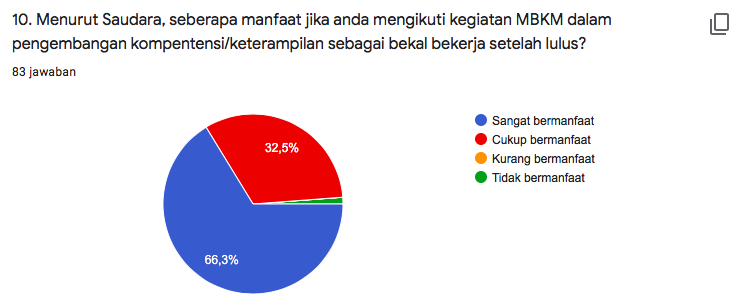 10. Menurut Saudara, seberapa manfaat jika anda mengikuti kegiatan MBKM dalam
pengembangan kompentensi/keterampilan sebagai bekal bekerja setelah lulus?
83 jawaban
Sangat bermanfaat
Cukup bermanfaat
Kurang bermanfaat
Tidak bermanfaat
32,5%
66,3%